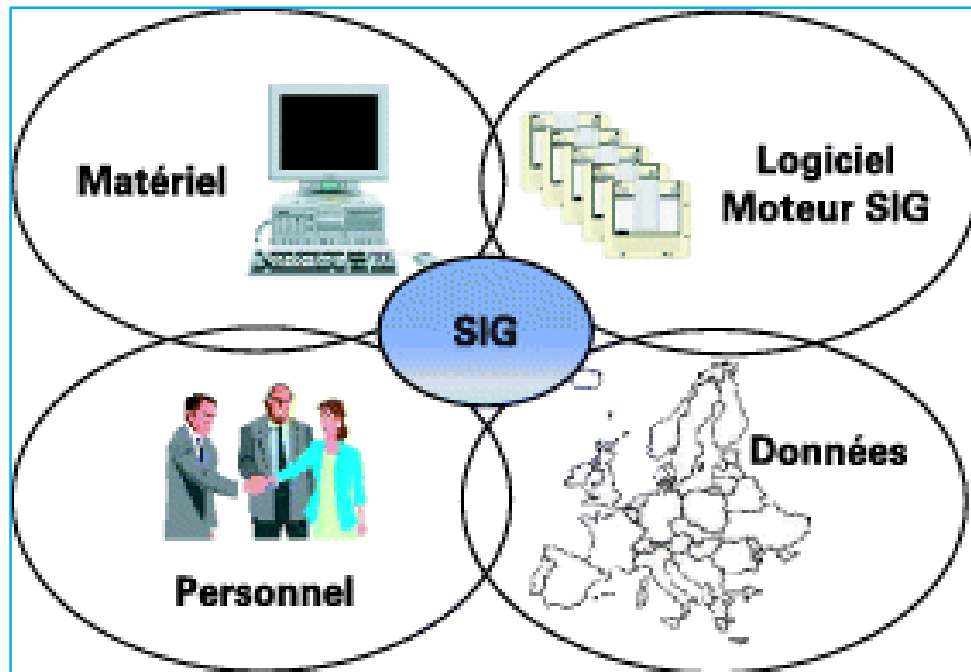 Matériel
Logiciel
Moteur SIG
SIG
Personnel
Données